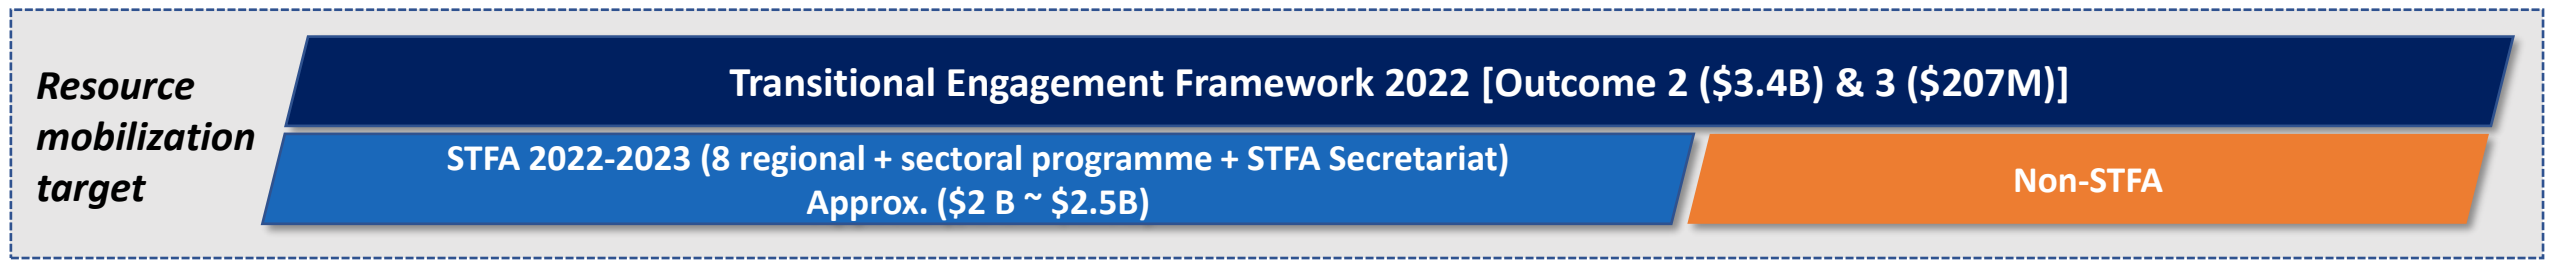 Resource
mobilization
target
Transitional Engagement Framework 2022 [Outcome 2 ($3.4B) & 3 ($207M)]
STFA 2022-2023 (8 regional + sectoral programme + STFA Secretariat)
Approx. ($2 B ~ $2.5B)
Non-STFA